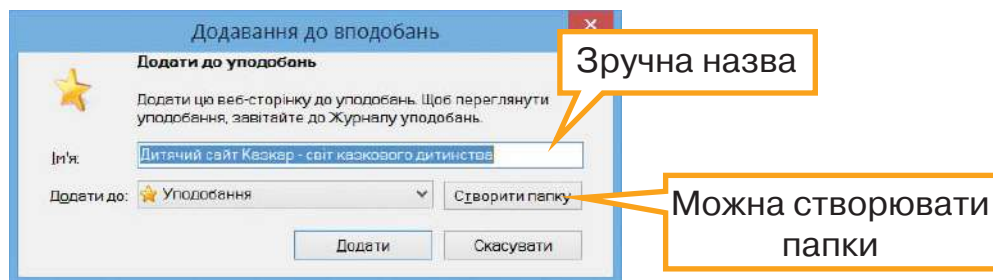 Додавання до вподобань
Додати до уподобань
Зручна назва
Додати цю веб-сторінку до уподобань. Щоб переглянути
уподобання, завітайте до Журналу уподобань.
Ім'я:
Дитячий сайт Казкар - світ казкового дитинства
Додати до:
Уподобання
Створити папку
Можна створювати
папки
Додати
Скасувати